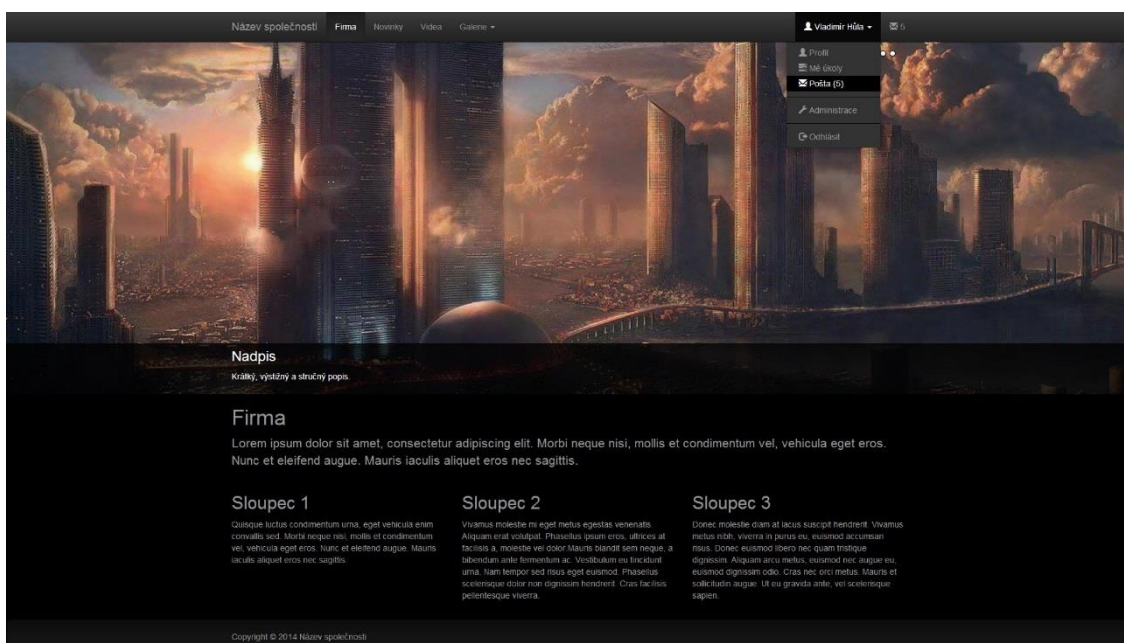 Název společnosti Firma Novinky Videa Galerie Vladimír Hůla 5
Profil
Mé úkoly
Pošta (5)
Administrace
Odhlásit
Nadpis
Krátký, výstižný a stručný popis.
Firma
Lorem ipsum dolor sit amet, consectetur adipiscing elit. Morbi neque nisi, mollis et condimentum vel, vehicula eget eros.
Nunc et eleifend augue. Mauris iaculis aliquet eros nec sagittis.
Sloupec 1
Quisque luctus condimentum urna, eget vehicula enim
convallis sed. Morbi neque nisi, mollis et condimentum
vel, vehicula eget eros. Nunc et eleifend augue. Mauris
iaculis aliquet eros nec sagittis.
Sloupec 2
Vivamus molestie mi eget metus egestas venenatis.
Aliquam erat volutpat. Phasellus ipsum eros, ultrices at
facilisis a, molestie vel dolor.Mauris blandit sem neque, a
bibendum ante fermentum ac. Vestibulum eu tincidunt
urna. Nam tempor sed risus eget euismod. Phasellus
scelerisque dolor non dignissim hendrerit. Cras facilisis
pellentesque viverra.
Sloupec 3
Donec molestie diam at lacus suscipit hendrerit. Vivamus
metus nibh, viverra in purus eu, euismod accumsan
risus. Donec euismod libero nec quam tristique
dignissim. Aliquam arcu metus, euismod nec augue eu,
euismod dignissim odio. Cras nec orci metus. Mauris et
sollicitudin augue. Ut eu gravida ante, vel scelerisque
sapien.
Copyright © 2014 Název společnosti